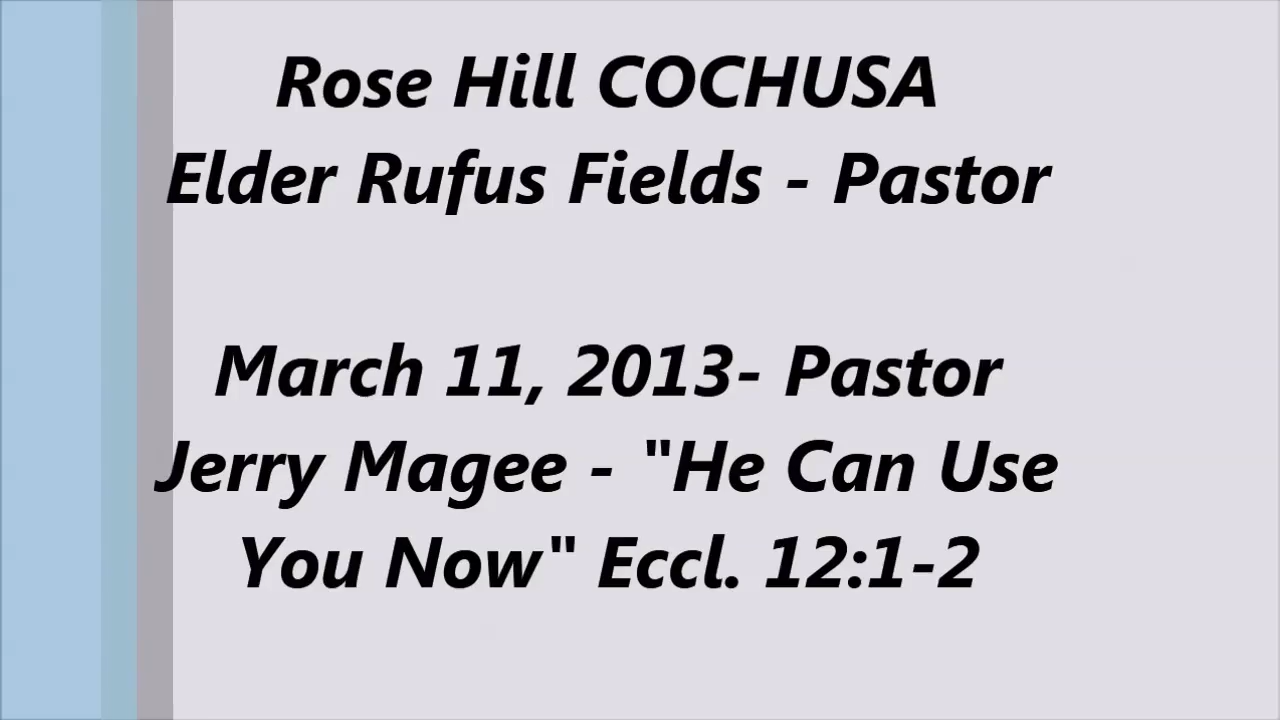 Rose Hill COCHUSA
Elder Rufus Fields - Pastor
March 11, 2013- Pastor
Jerry Magee - "He Can Use
You Now" Eccl. 12:1-2